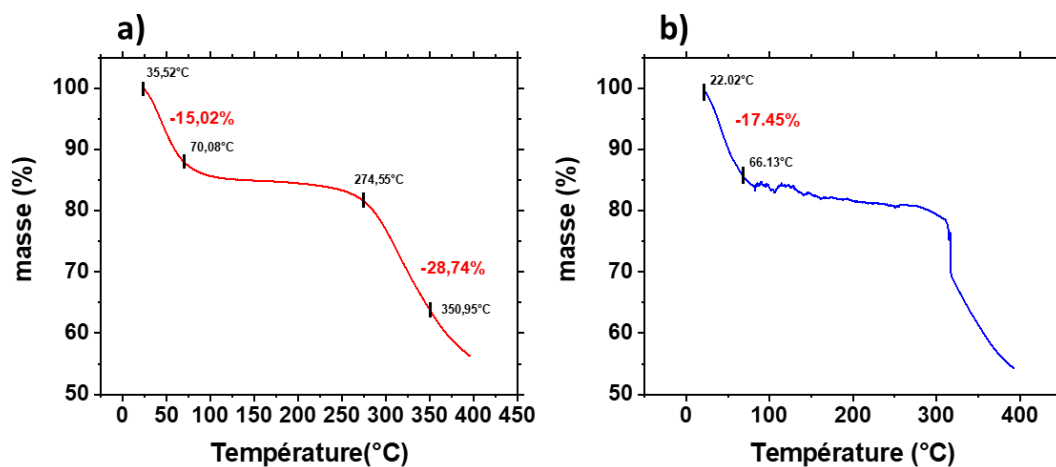 a)
35,52°C
-15,02%
70,08°C
274,55°C
-28,74%
350,95°C
masse (%)
100
90
80
70
60
50
0 50 100 150 200 250 300 350 400 450
Température(°C)
b)
22.02°C
-17.45%
66.13°C
masse (%)
100
90
80
70
60
50
0 100 200 300 400
Température (°C)